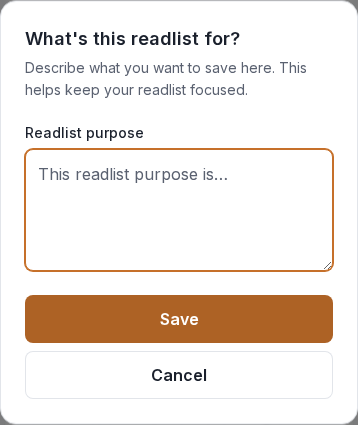 What's this readlist for?
Describe what you want to save here. This
helps keep your readlist focused.
Readlist purpose
This readlist purpose is...
Save
Cancel